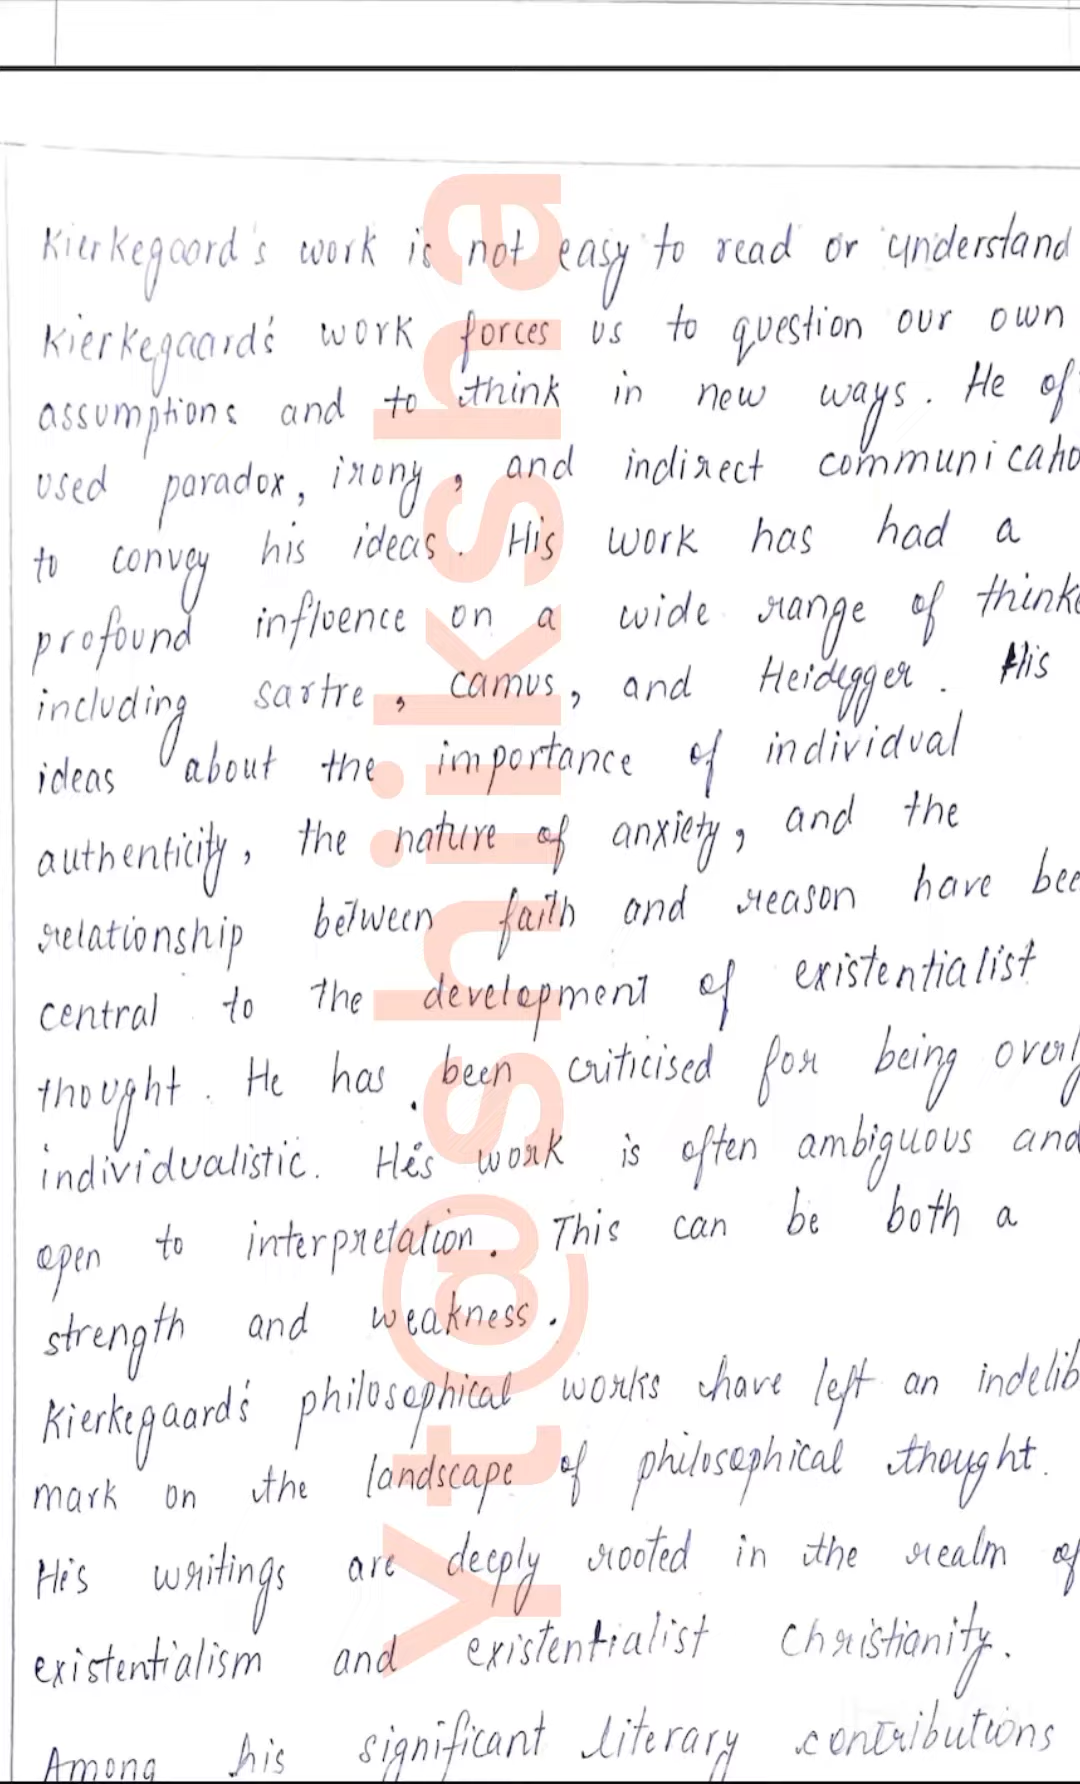 Kierkegaard's work is not easy to read or understand
Kierkegaard's work forces us to question our own
assumptions and to think in new ways. He of
used paradox, irony, and indirect communicatio
to convey his ideas. His work has had a
profound influence on a wide range of thinke
including sartre, camus, and Heidegger. His
ideas about the importance of individual
authenticity, the nature of anxiety, and the
relationship between faith and reason have bee
central to the development of existentialist
thought. He has been criticised for being overl
individualistic. His work is often ambiguous and
open to interpretation. This can be both a
strength and weakness.
Kierkegaard's philosophical works have left an indelib
mark on the landscape of philosophical thought.
His writings are deeply rooted in the realm of
existentialism and existentialist Christianity.
Among his significant literary contributions
Yt@shiiksha